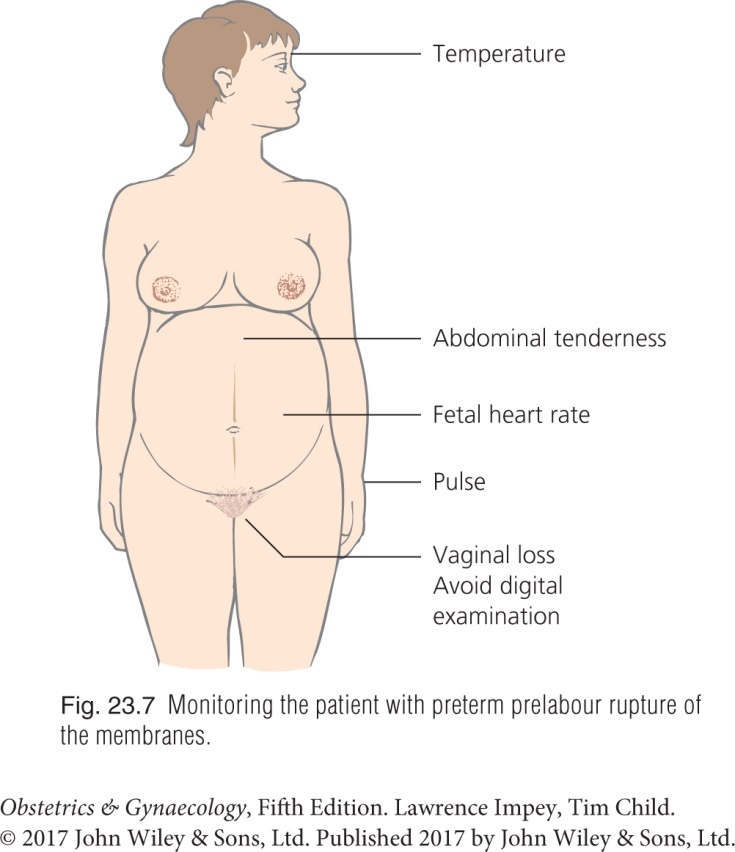 Temperature
Abdominal tenderness
Fetal heart rate
Pulse
Vaginal loss
Avoid digital
examination
Fig. 23.7 Monitoring the patient with preterm prelabour rupture of
the membranes.
Obstetrics & Gynaecology, Fifth Edition. Lawrence Impey, Tim Child.
© 2017 John Wiley & Sons, Ltd. Published 2017 by John Wiley & Sons, Ltd.